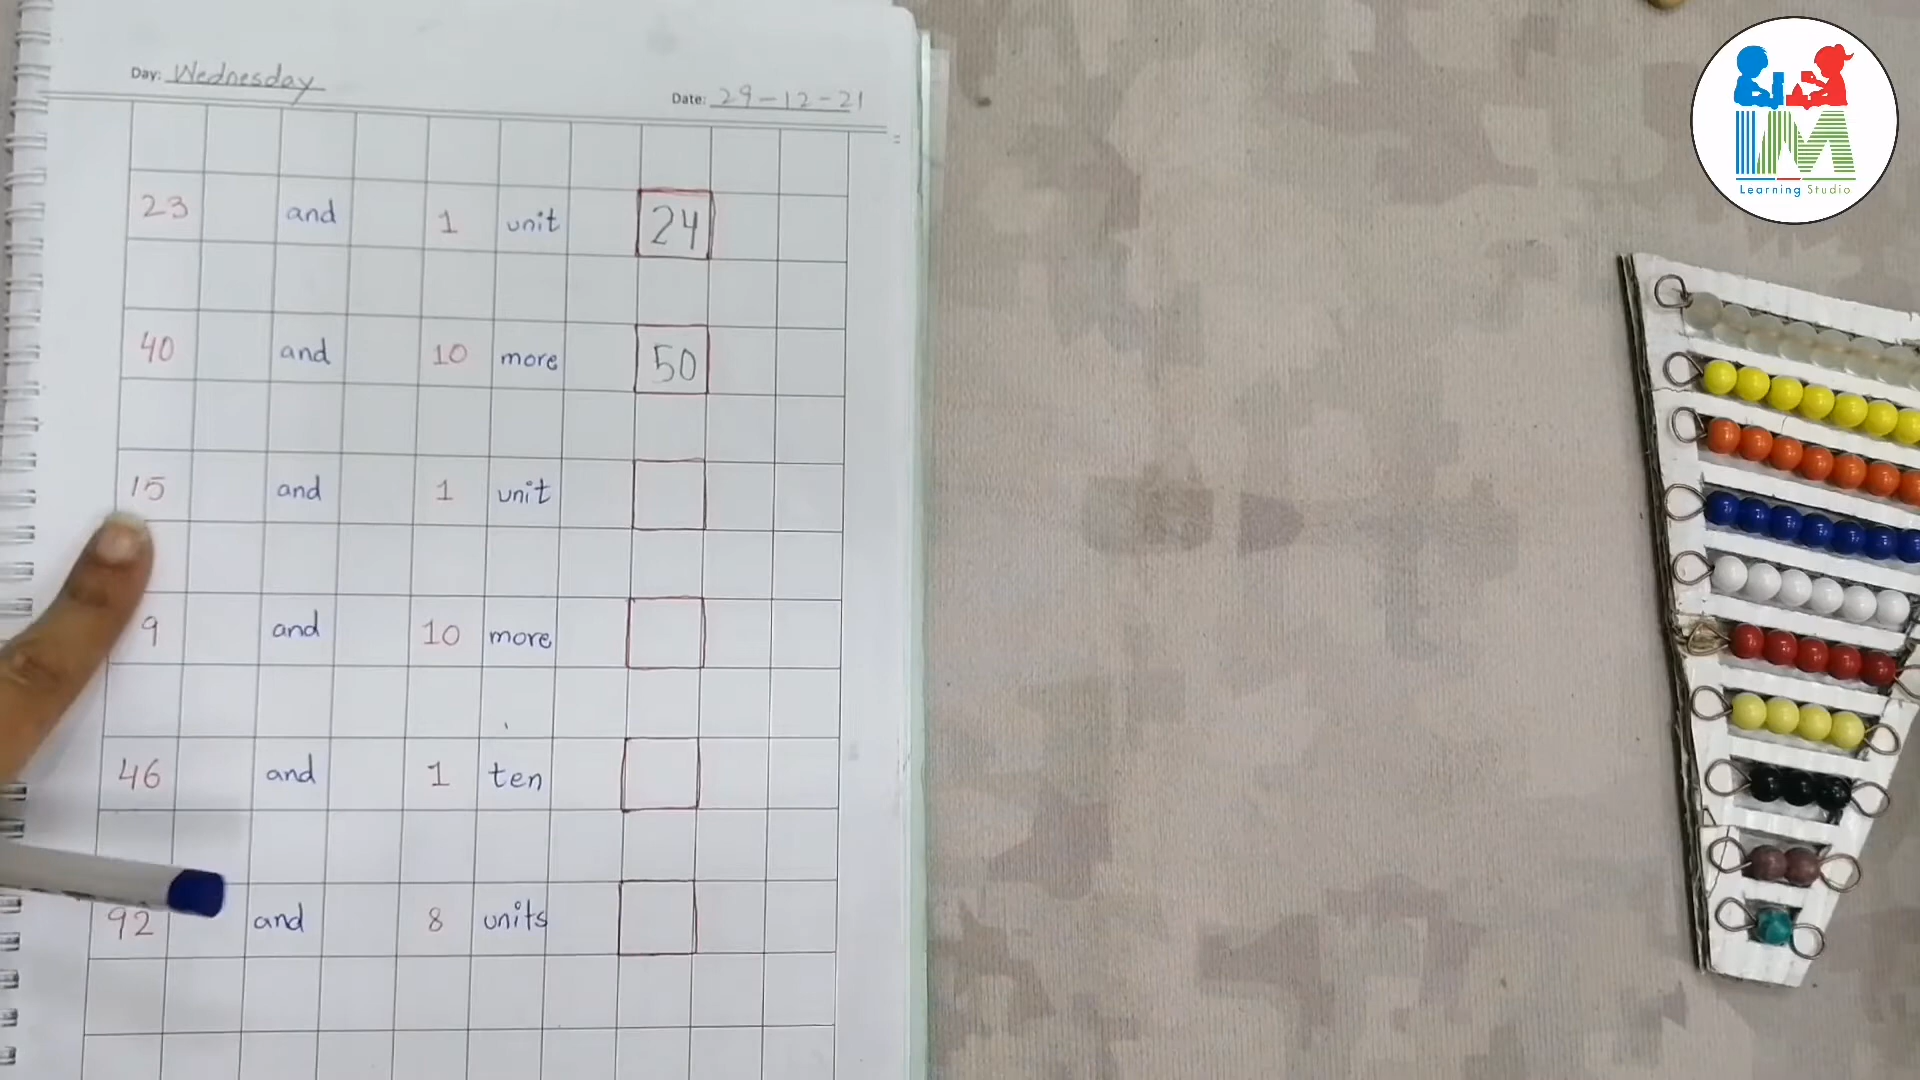 Day: Wednesday
Date: 29-12-21
23 and 1 unit 24
40 and 10 more 50
15 and 1 unit
9 and 10 more
46 and 1 ten
92 and 8 units
IM
Learning Studio